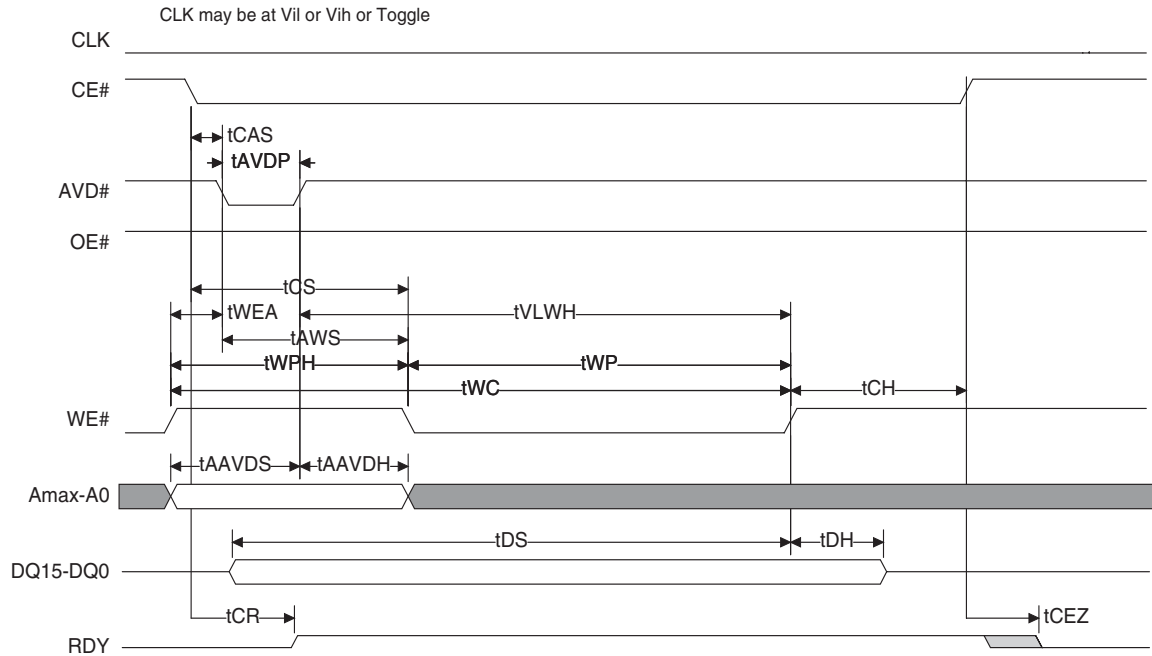 CLK may be at Vil or Vih or Toggle
CLK
CE#
tCAS
tAVDP
AVD#
OE#
tCS
tWEA
tVLWH
tAWS
tWPH
tWP
tWC
tCH
WE#
tAAVDS
tAAVDH
Amax-A0
tDS
tDH
DQ15-DQ0
tCR
tCEZ
RDY